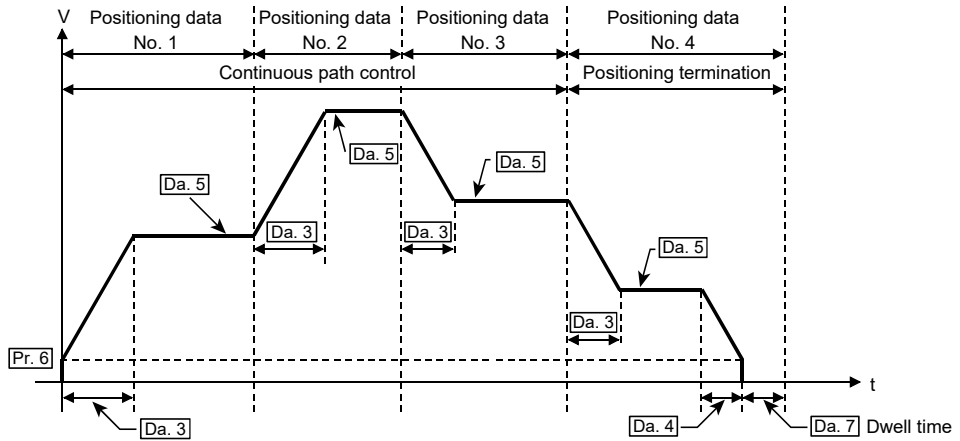 V
Positioning data No. 1
Positioning data No. 2
Positioning data No. 3
Positioning data No. 4
Continuous path control
Positioning termination
Da. 5
Da. 5
Da. 5
Da. 3
Da. 3
Da. 5
Da. 3
Pr. 6
t
Da. 3
Da. 4
Da. 7 Dwell time